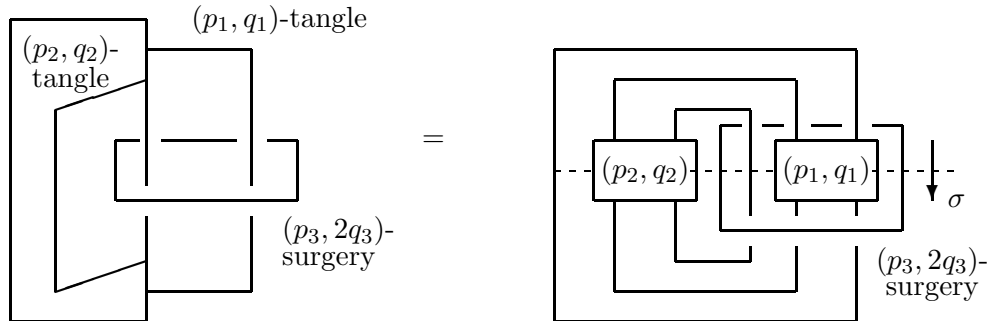 (p₁, q₁)-tangle
(p₂, q₂)-
tangle
(p₃, 2q₃)-
surgery
=
(p₂, q₂)
(p₁, q₁)
σ
(p₃, 2q₃)-
surgery